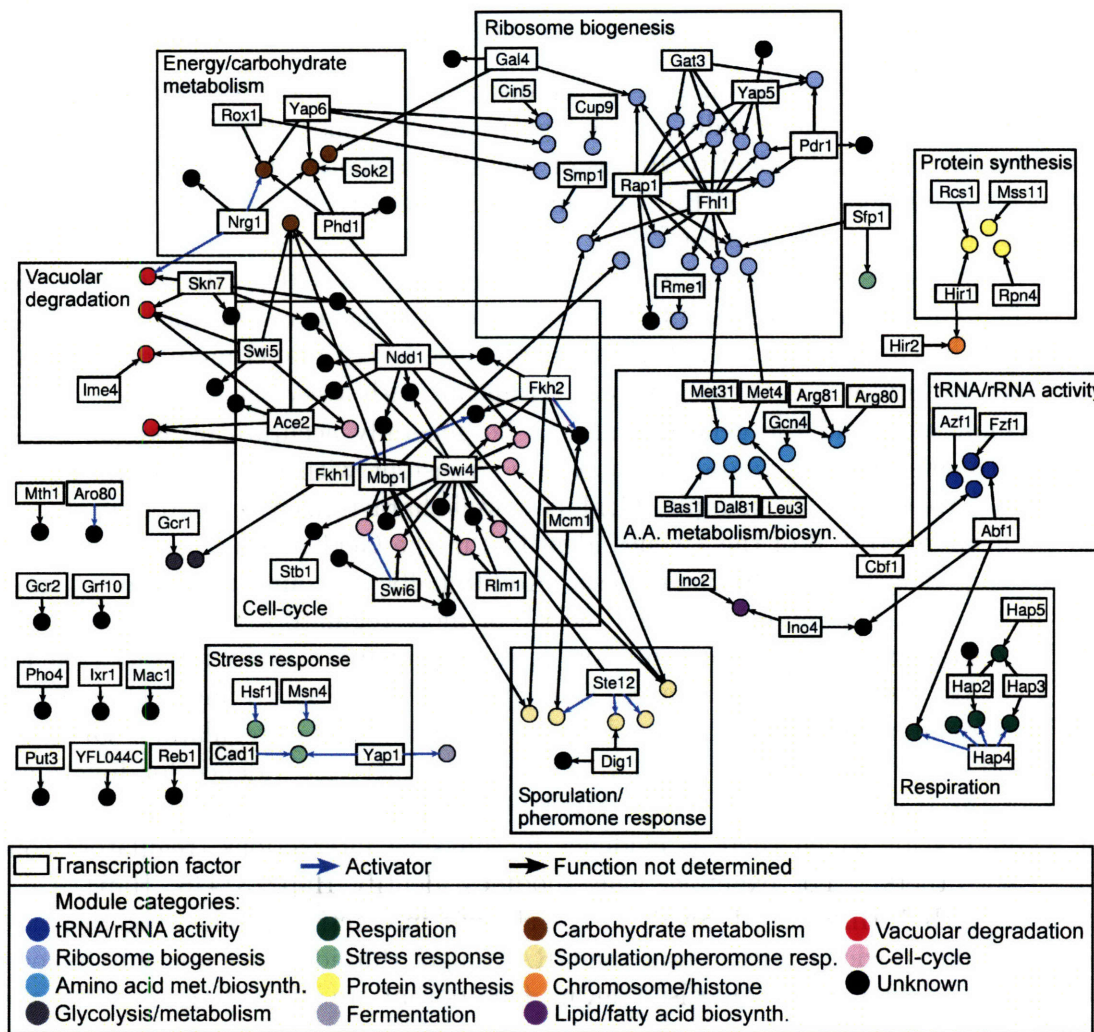 Ribosome biogenesis
Energy/carbohydrate
metabolism
Gal4
Gat3
Cin5
Cup9
Yap5
Rox1
Yap6
Pdr1
Sok2
Smp1
Rap1
Fhl1
Protein synthesis
Rcs1
Mss11
Nrg1
Phd1
Sfp1
Vacuolar
degradation
Skn7
Rme1
Hir1
Rpn4
Swi5
Ndd1
Hir2
Ime4
Fkh2
Met31
Met4
Arg81
Arg80
tRNA/rRNA activity
Ace2
Gcn4
Azf1
Fzf1
Fkh1
Mbp1
Swi4
Mth1
Aro80
Gcr1
Mcm1
Bas1
Dal81
Leu3
A.A. metabolism/biosyn.
Abf1
Stb1
Rlm1
Cbf1
Gcr2
Grf10
Swi6
Cell-cycle
Ino2
Ino4
Hap5
Stress response
Pho4
Ixr1
Mac1
Hsf1
Msn4
Ste12
Hap2
Hap3
Put3
YFL044C
Reb1
Cad1
Yap1
Dig1
Hap4
Respiration
Sporulation/
pheromone response
Transcription factor
Activator
Function not determined
Module categories:
tRNA/rRNA activity
Respiration
Carbohydrate metabolism
Vacuolar degradation
Ribosome biogenesis
Stress response
Sporulation/pheromone resp.
Cell-cycle
Amino acid met./biosynth.
Protein synthesis
Chromosome/histone
Unknown
Glycolysis/metabolism
Fermentation
Lipid/fatty acid biosynth.